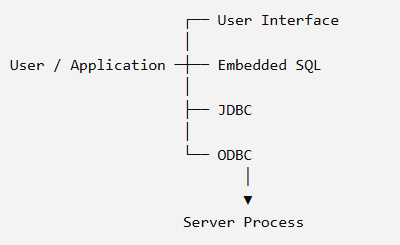 User Interface
User / Application
Embedded SQL
JDBC
ODBC
Server Process